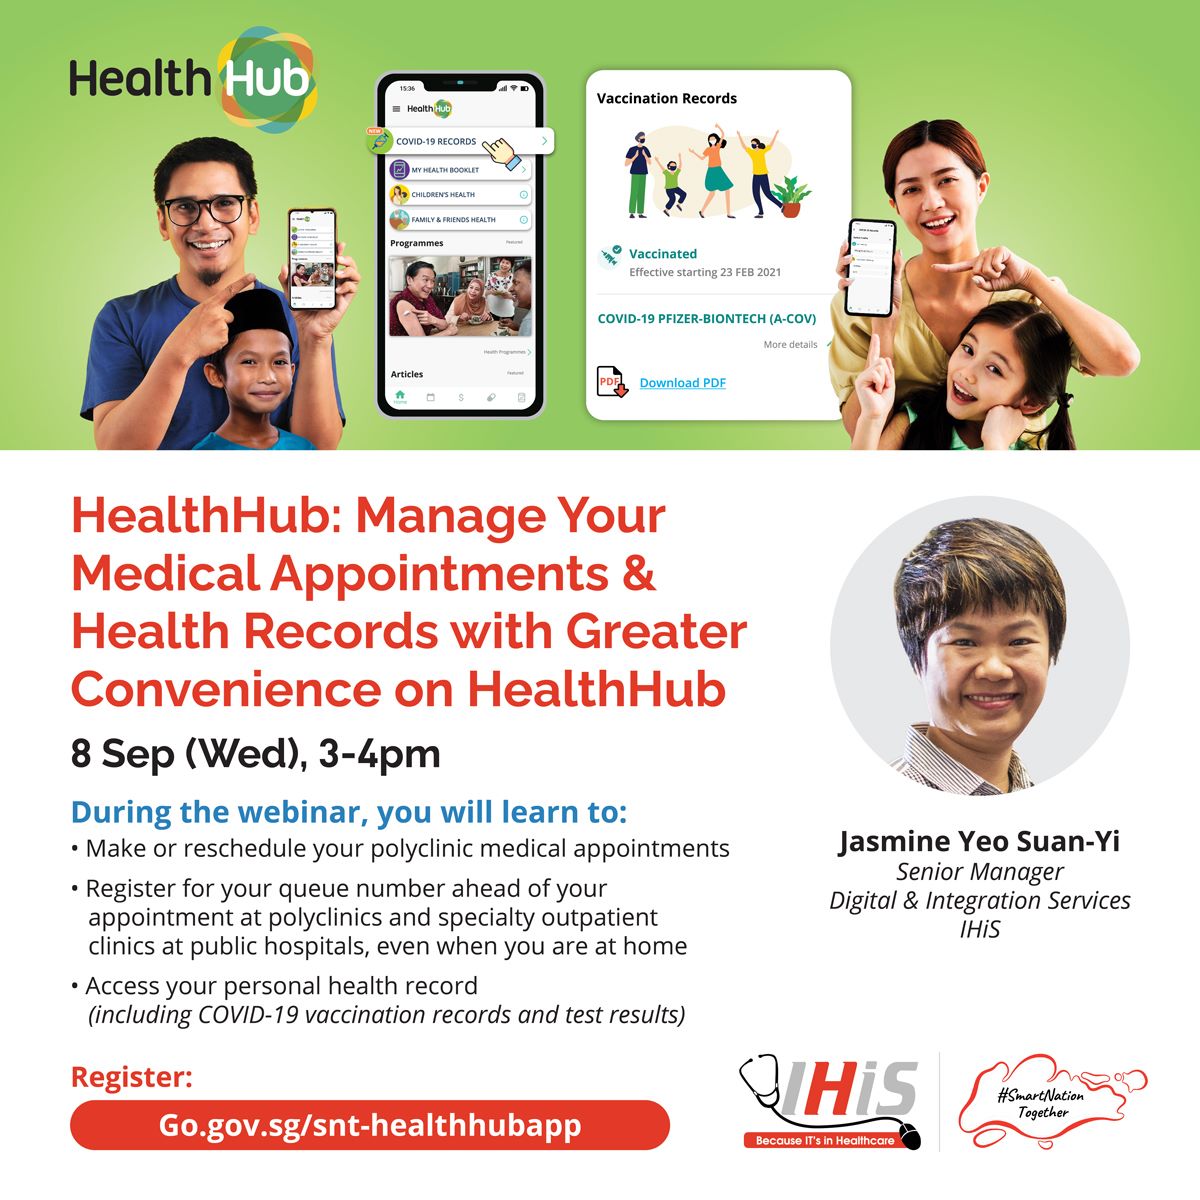 Health Hub
15:36
Health Hub
NEW
COVID-19 RECORDS
MY HEALTH BOOKLET
CHILDREN'S HEALTH
FAMILY & FRIENDS HEALTH
Programmes
Featured
Health Programmes
Articles
Featured
Home
Vaccination Records
Vaccinated
Effective starting 23 FEB 2021
COVID-19 PFIZER-BIONTECH (A-COV)
More details
PDF
Download PDF
HealthHub: Manage Your
Medical Appointments &
Health Records with Greater
Convenience on HealthHub
8 Sep (Wed), 3-4pm
During the webinar, you will learn to:
• Make or reschedule your polyclinic medical appointments
• Register for your queue number ahead of your
appointment at polyclinics and specialty outpatient
clinics at public hospitals, even when you are at home
• Access your personal health record
(including COVID-19 vaccination records and test results)
Jasmine Yeo Suan-Yi
Senior Manager
Digital & Integration Services
IHiS
Register:
Go.gov.sg/snt-healthhubapp
IHiS
Because IT's in Healthcare
#SmartNation
Together